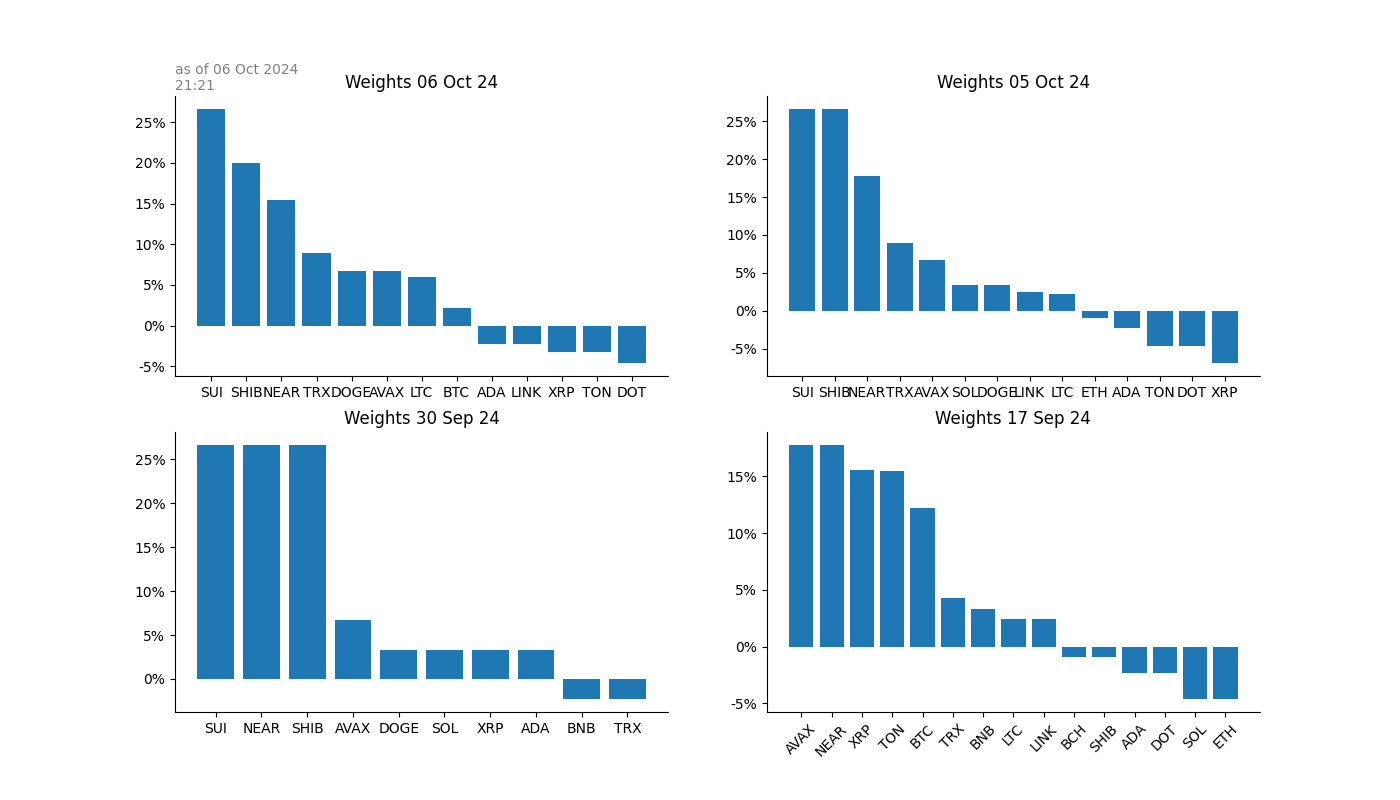 as of 06 Oct 2024
21:21
Weights 06 Oct 24
25%
20%
15%
10%
5%
0%
-5%
SUI SHIB NEAR TRX DOGE AVAX LTC BTC ADA LINK XRP TON DOT
Weights 05 Oct 24
25%
20%
15%
10%
5%
0%
-5%
SUI SHIB NEAR TRX AVAX SOL DOGE LINK LTC ETH ADA TON DOT XRP
Weights 30 Sep 24
25%
20%
15%
10%
5%
0%
SUI NEAR SHIB AVAX DOGE SOL XRP ADA BNB TRX
Weights 17 Sep 24
15%
10%
5%
0%
-5%
AVAX NEAR XRP TON BTC TRX BNB LTC LINK BCH SHIB ADA DOT SOL ETH